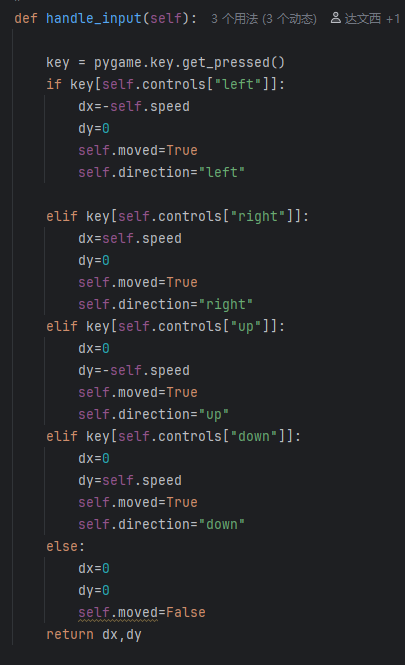 def handle_input(self): 3 个用法 (3 个动态) 达文西 +1
key = pygame.key.get_pressed()
if key[self.controls["left"]]:
dx=-self.speed
dy=0
self.moved=True
self.direction="left"
elif key[self.controls["right"]]:
dx=self.speed
dy=0
self.moved=True
self.direction="right"
elif key[self.controls["up"]]:
dx=0
dy=-self.speed
self.moved=True
self.direction="up"
elif key[self.controls["down"]]:
dx=0
dy=self.speed
self.moved=True
self.direction="down"
else:
dx=0
dy=0
self.moved=False
return dx,dy